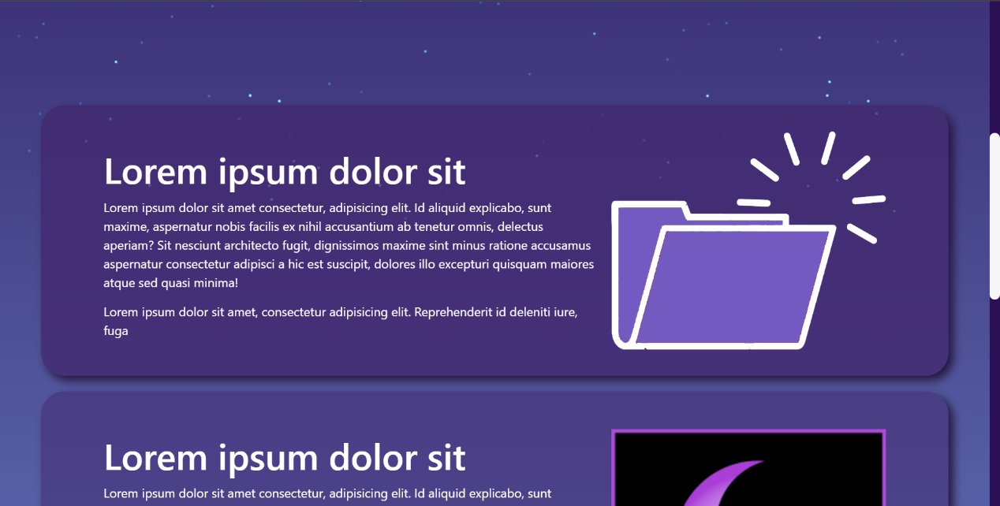 Lorem ipsum dolor sit
Lorem ipsum dolor sit amet consectetur, adipisicing elit. Id aliquid explicabo, sunt
maxime, aspernatur nobis facilis ex nihil accusantium ab tenetur omnis, delectus
aperiam? Sit nesciunt architecto fugit, dignissimos maxime sint minus ratione accusamus
aspernatur consectetur adipisci a hic est suscipit, dolores illo excepturi quisquam maiores
atque sed quasi minima!
Lorem ipsum dolor sit amet, consectetur adipisicing elit. Reprehenderit id deleniti iure,
fuga
Lorem ipsum dolor sit
Lorem ipsum dolor sit amet consectetur, adipisicing elit. Id aliquid explicabo, sunt